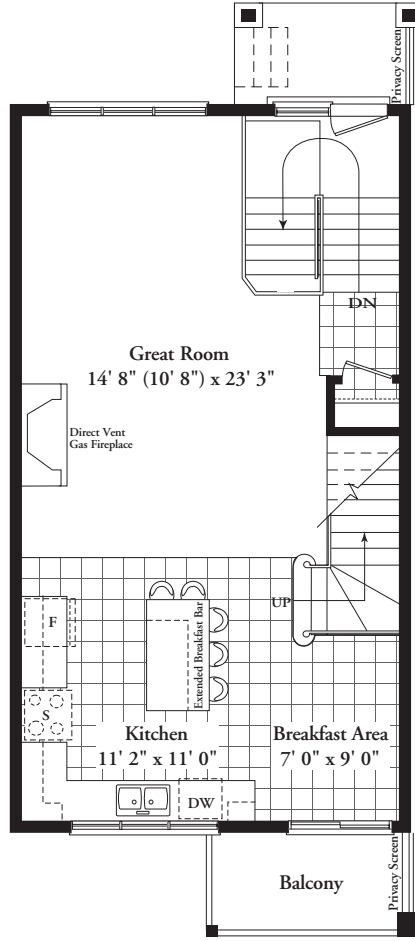 Privacy Screen
DN
Great Room
14' 8" (10' 8") x 23' 3"
Direct Vent
Gas Fireplace
UP
F
Extended Breakfast Bar
S
Kitchen
11' 2" x 11' 0"
Breakfast Area
7' 0" x 9' 0"
DW
Balcony
Privacy Screen